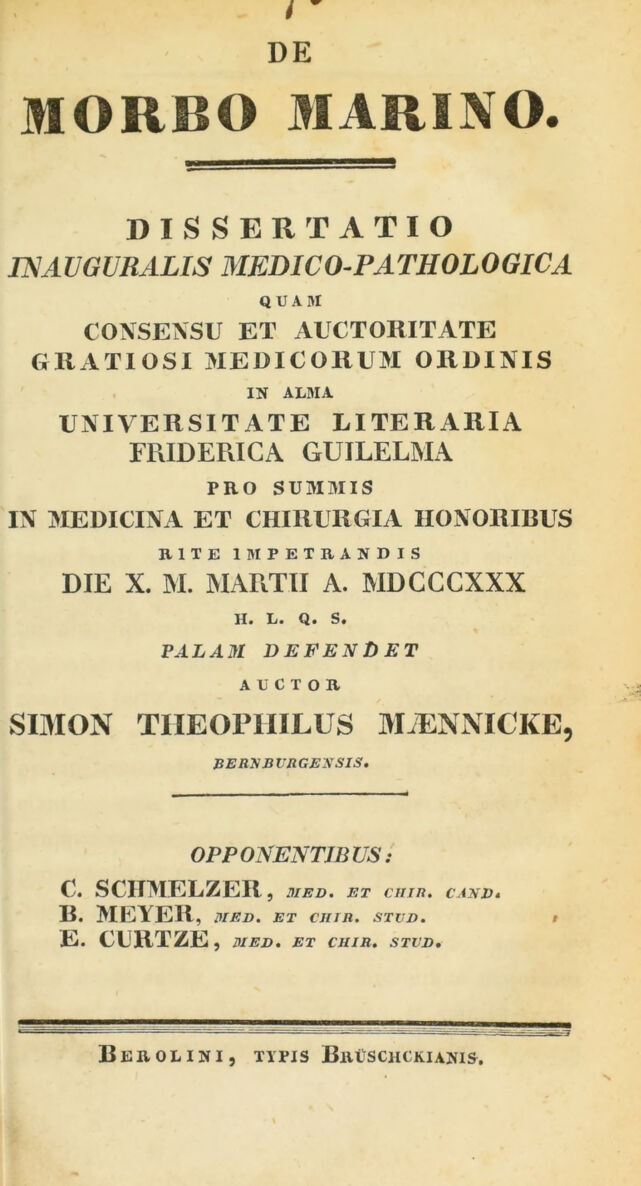 DE
MORBO MARINO.
DISSERTATIO
INAUGURALIS MEDICO-PATHOLOGICA
QUAM
CONSENSU ET AUCTORITATE
GRATIOSI MEDICORUM ORDINIS
IN ALMA
UNIVERSITATE LITERARIA
FRIDERICA GUILELMA
PRO SUMMIS
IN MEDICINA ET CHIRURGIA HONORIBUS
RITE IMPETRANDIS
DIE X. M. MARTII A. MDCCCXXX
H. L. Q. S.
PALAM DEFENDET
AUCTOR
SIMON THEOPHILUS MÆNNICKE,
BERNBURGENSIS.
OPPONENTIBUS:
C. SCHMELZER, MED. ET CHIR. CAND.
B. MEYER, MED. ET CHIR. STUD.
E. CURTZE, MED. ET CHIR. STUD.
BEROLINI, TYPIS BRÜSCHCKIANIS.